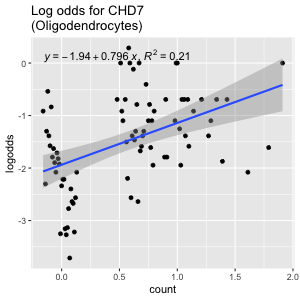 Log odds for CHD7
(Oligodendrocytes)
y = −1.94 + 0.796 x, R² = 0.21
0
-1
-2
-3
logodds
0.0 0.5 1.0 1.5 2.0
count